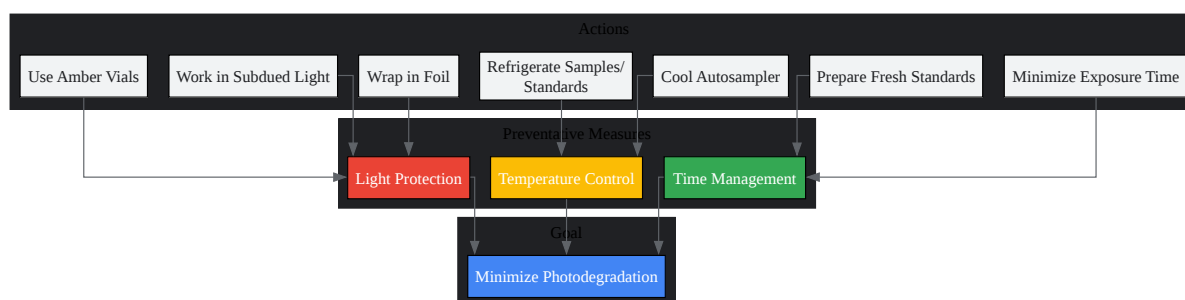 Actions
Use Amber Vials
Work in Subdued Light
Wrap in Foil
Refrigerate Samples/
Standards
Cool Autosampler
Prepare Fresh Standards
Minimize Exposure Time
Preventative Measures
Light Protection
Temperature Control
Time Management
Goal
Minimize Photodegradation